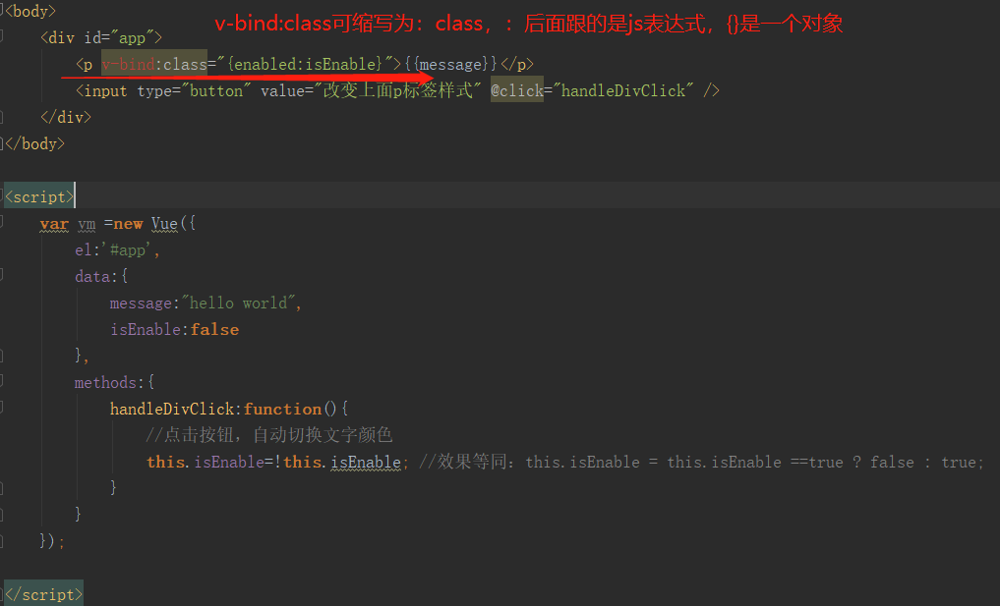 <body>
v-bind:class可缩写为：class，：后面跟的是js表达式，{}是一个对象
<div id="app">
<p v-bind:class="{enabled:isEnable}">{{message}}</p>
<input type="button" value="改变上面p标签样式" @click="handleDivClick" />
</div>
</body>
<script>
var vm =new Vue({
el:'#app',
data:{
message:"hello world",
isEnable:false
},
methods:{
handleDivClick:function(){
//点击按钮，自动切换文字颜色
this.isEnable=!this.isEnable; //效果等同：this.isEnable = this.isEnable ==true ? false : true;
}
}
});
</script>